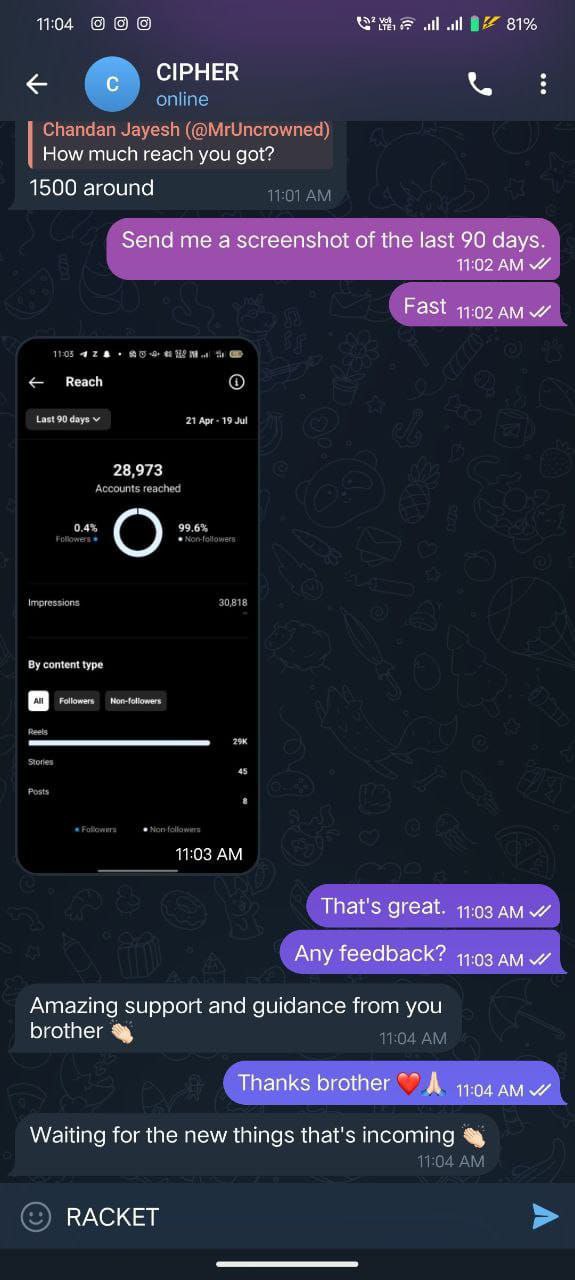 11:04
81%
C
CIPHER
online
Chandan Jayesh (@MrUncrowned)
How much reach you got?
1500 around
11:01 AM
Send me a screenshot of the last 90 days.
11:02 AM
Fast 11:02 AM
11:03
Reach
Last 90 days
21 Apr - 19 Jul
28,973
Accounts reached
0.4%
Followers
99.6%
Non-followers
Impressions 30,818
By content type
All Followers Non-followers
Reels
29K
Stories
45
Posts
8
Followers Non-followers
11:03 AM
That's great. 11:03 AM
Any feedback? 11:03 AM
Amazing support and guidance from you
brother 👏🏻
11:04 AM
Thanks brother ❤️🙏🏻 11:04 AM
Waiting for the new things that's incoming 👏🏻
11:04 AM
RACKET